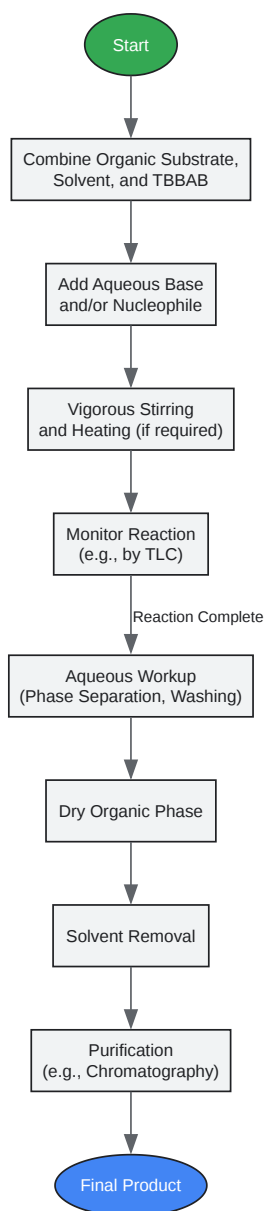 Start
Combine Organic Substrate,
Solvent, and TBBAB
Add Aqueous Base
and/or Nucleophile
Vigorous Stirring
and Heating (if required)
Monitor Reaction
(e.g., by TLC)
Reaction Complete
Aqueous Workup
(Phase Separation, Washing)
Dry Organic Phase
Solvent Removal
Purification
(e.g., Chromatography)
Final Product